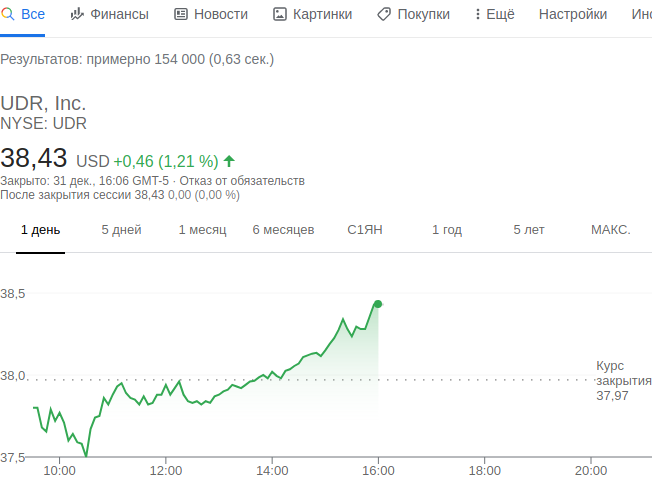 Все Финансы Новости Картинки Покупки Ещё Настройки
Результатов: примерно 154 000 (0,63 сек.)
UDR, Inc.
NYSE: UDR
38,43 USD +0,46 (1,21 %)
Закрыто: 31 дек., 16:06 GMT-5 · Отказ от обязательств
После закрытия сессии 38,43 0,00 (0,00 %)
1 день 5 дней 1 месяц 6 месяцев С1ЯН 1 год 5 лет МАКС.
38,5
38,0
37,5
Курс
закрытия
37,97
10:00 12:00 14:00 16:00 18:00 20:00